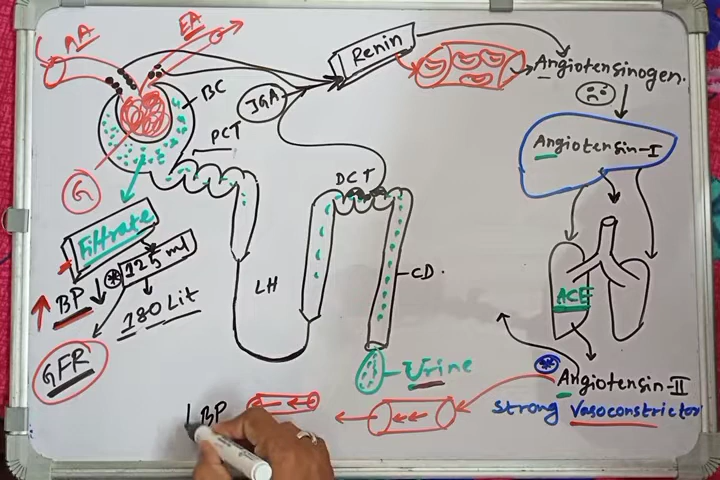 AA
EA
Renin
Angiotensinogen.
BC
JGA
PCT
Angiotensin-I
DCT
G
Filtrate
125 ml
BP
180 Lit
LH
CD
ACE
GFR
Urine
Angiotensin-II
strong Vasoconstrictor
BP